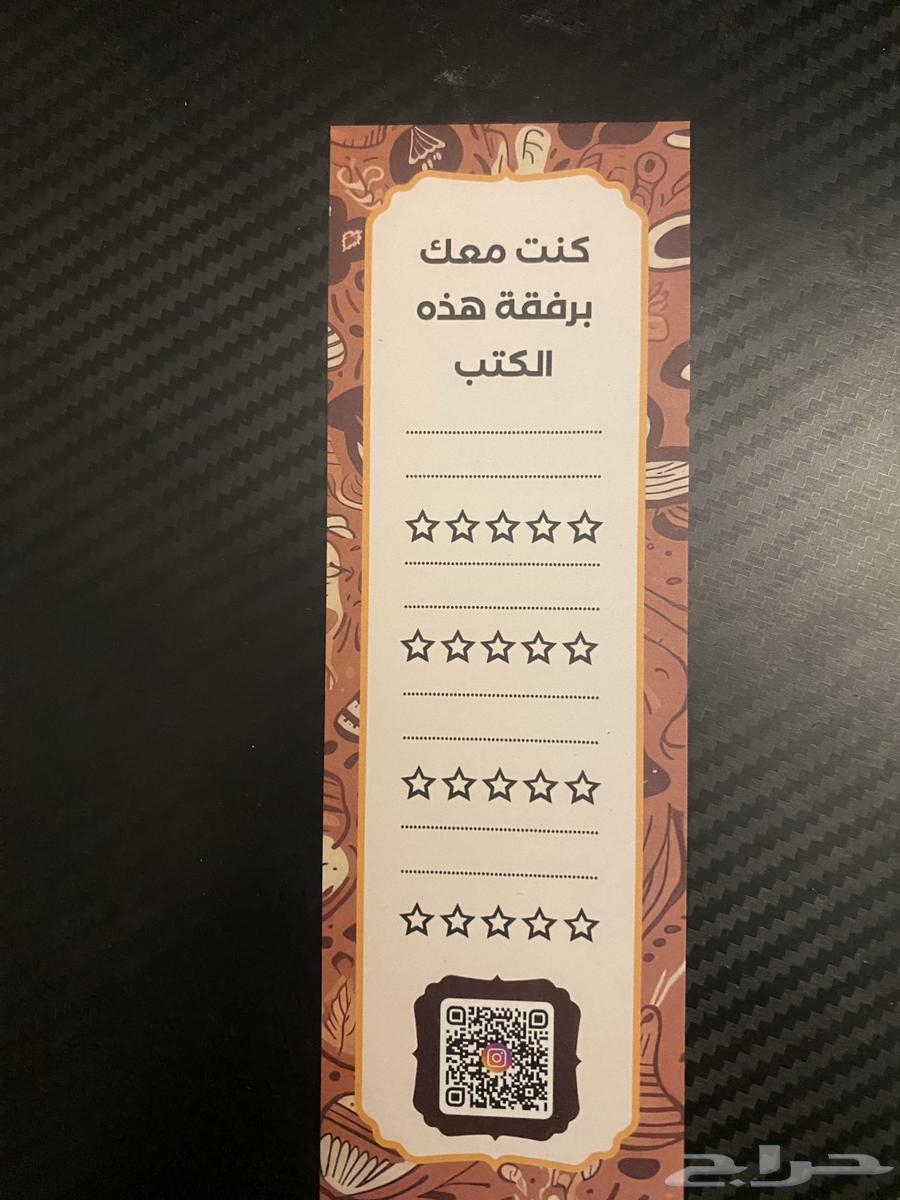 كنت معك
برفقة هذه
الكتب
حراج